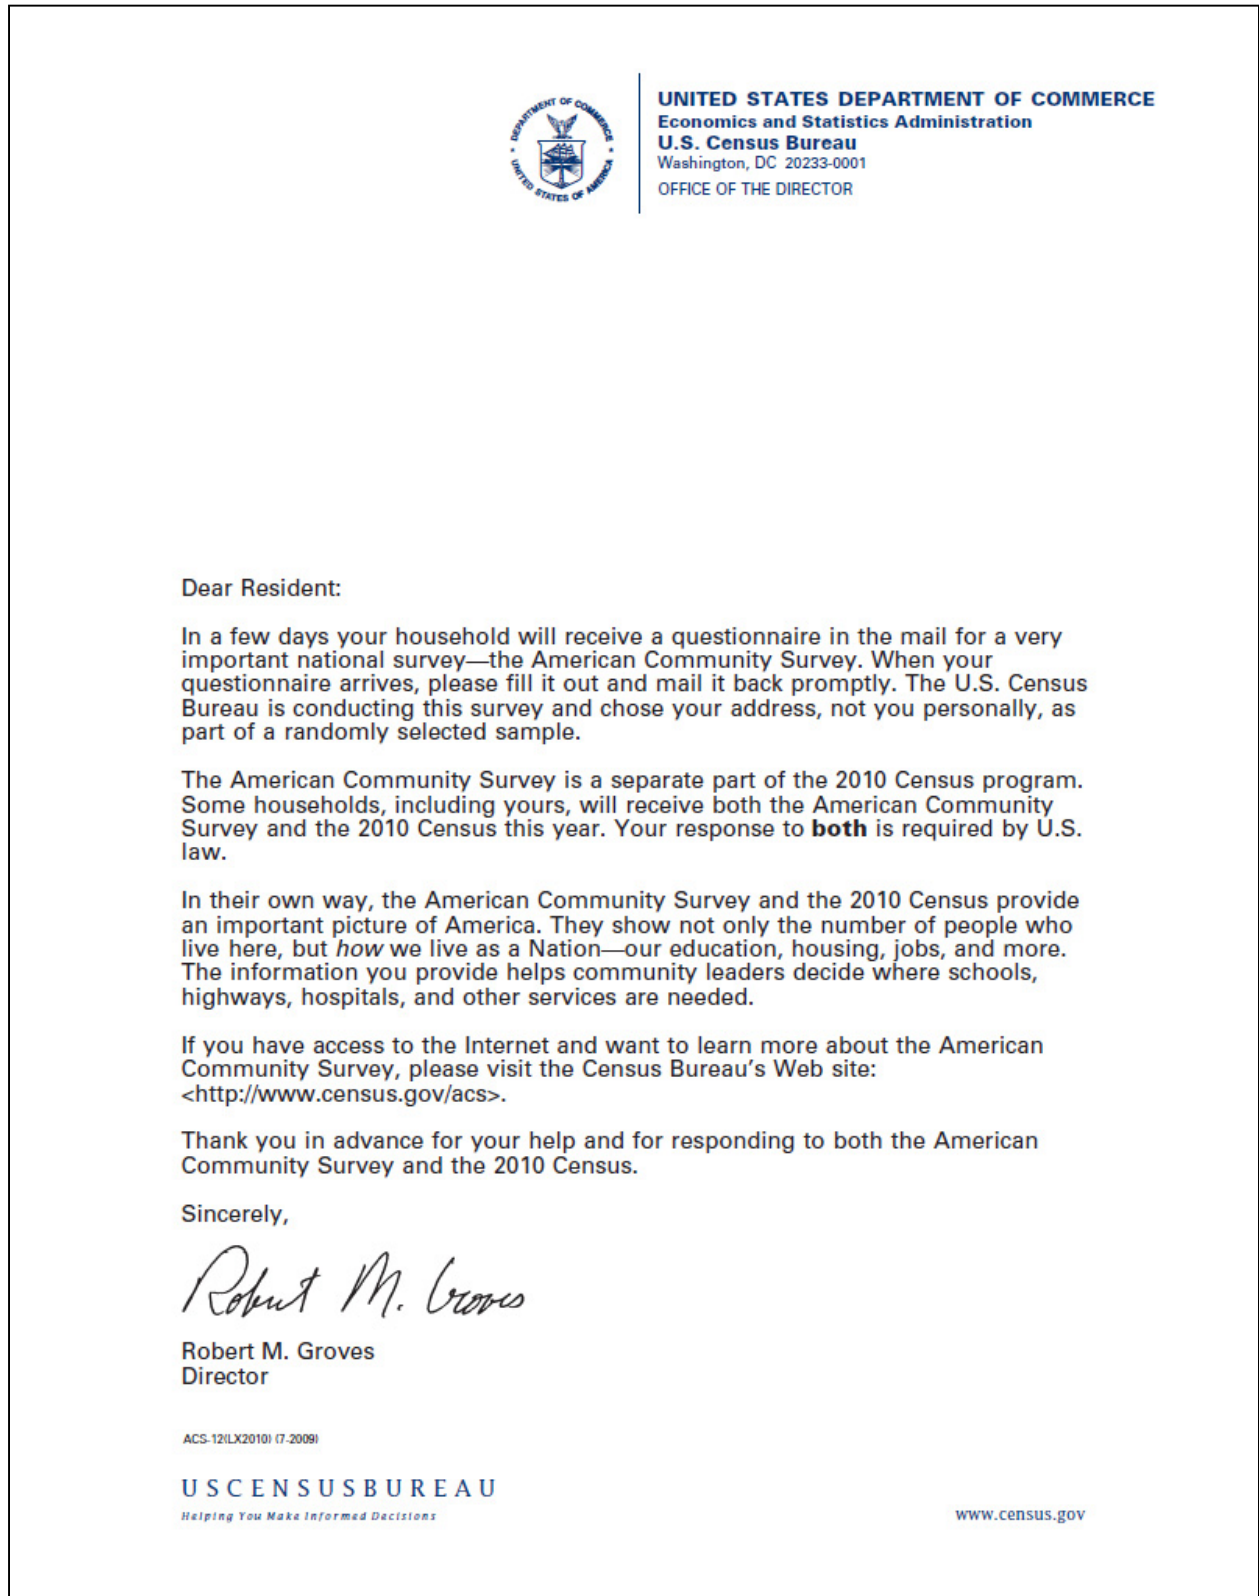 DEPARTMENT OF COMMERCE
UNITED STATES OF AMERICA
UNITED STATES DEPARTMENT OF COMMERCE
Economics and Statistics Administration
U.S. Census Bureau
Washington, DC 20233-0001
OFFICE OF THE DIRECTOR
Dear Resident:
In a few days your household will receive a questionnaire in the mail for a very
important national survey—the American Community Survey. When your
questionnaire arrives, please fill it out and mail it back promptly. The U.S. Census
Bureau is conducting this survey and chose your address, not you personally, as
part of a randomly selected sample.
The American Community Survey is a separate part of the 2010 Census program.
Some households, including yours, will receive both the American Community
Survey and the 2010 Census this year. Your response to both is required by U.S.
law.
In their own way, the American Community Survey and the 2010 Census provide
an important picture of America. They show not only the number of people who
live here, but how we live as a Nation—our education, housing, jobs, and more.
The information you provide helps community leaders decide where schools,
highways, hospitals, and other services are needed.
If you have access to the Internet and want to learn more about the American
Community Survey, please visit the Census Bureau's Web site:
<http://www.census.gov/acs>.
Thank you in advance for your help and for responding to both the American
Community Survey and the 2010 Census.
Sincerely,
Robert M. Groves
Robert M. Groves
Director
ACS-12(LX2010) (7-2009)
USCENSUSBUREAU
Helping You Make Informed Decisions
www.census.gov